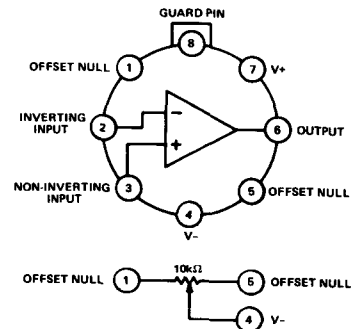 GUARD PIN
8
OFFSET NULL 1
7 V+
INVERTING
INPUT
2
−
+
6 OUTPUT
NON-INVERTING
INPUT
3
5 OFFSET NULL
4
V−
10kΩ
OFFSET NULL 1
5 OFFSET NULL
4 V−